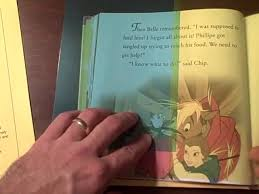 Then Belle remembered. "I was supposed to
feed him! I forgot all about it! Phillipe got
tangled up trying to reach his food. We need to
get help!"
"I know what to do!" said Chip.